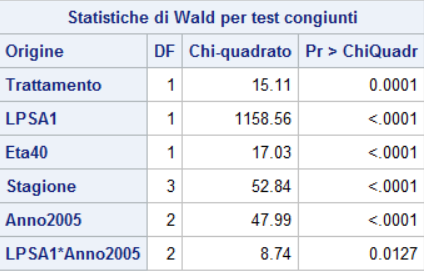 Statistiche di Wald per test congiunti
Origine DF Chi-quadrato Pr > ChiQuadr
Trattamento 1 15.11 0.0001
LPSA1 1 1158.56 <.0001
Eta40 1 17.03 <.0001
Stagione 3 52.84 <.0001
Anno2005 2 47.99 <.0001
LPSA1*Anno2005 2 8.74 0.0127